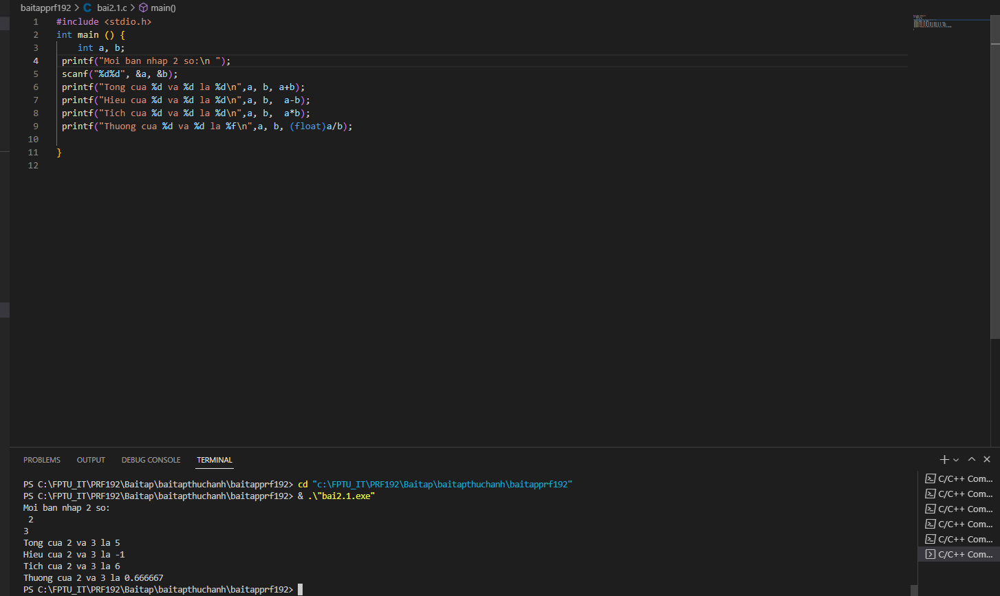 baitapprf192 > C bai2.1.c > main()
1 #include <stdio.h>
2 int main () {
3     int a, b;
4  printf("Moi ban nhap 2 so:\n ");
5  scanf("%d%d", &a, &b);
6  printf("Tong cua %d va %d la %d\n",a, b, a+b);
7  printf("Hieu cua %d va %d la %d\n",a, b,  a-b);
8  printf("Tich cua %d va %d la %d\n",a, b,  a*b);
9  printf("Thuong cua %d va %d la %f\n",a, b, (float)a/b);
10
11 }
12
PROBLEMS OUTPUT DEBUG CONSOLE TERMINAL
PS C:\FPTU_IT\PRF192\Baitap\baitapthuchanh\baitapprf192> cd "c:\FPTU_IT\PRF192\Baitap\baitapthuchanh\baitapprf192"
PS C:\FPTU_IT\PRF192\Baitap\baitapthuchanh\baitapprf192> & .\"bai2.1.exe"
Moi ban nhap 2 so:
 2
3
Tong cua 2 va 3 la 5
Hieu cua 2 va 3 la -1
Tich cua 2 va 3 la 6
Thuong cua 2 va 3 la 0.666667
PS C:\FPTU_IT\PRF192\Baitap\baitapthuchanh\baitapprf192>
C/C++ Com...
C/C++ Com...
C/C++ Com...
C/C++ Com...
C/C++ Com...
C/C++ Com...